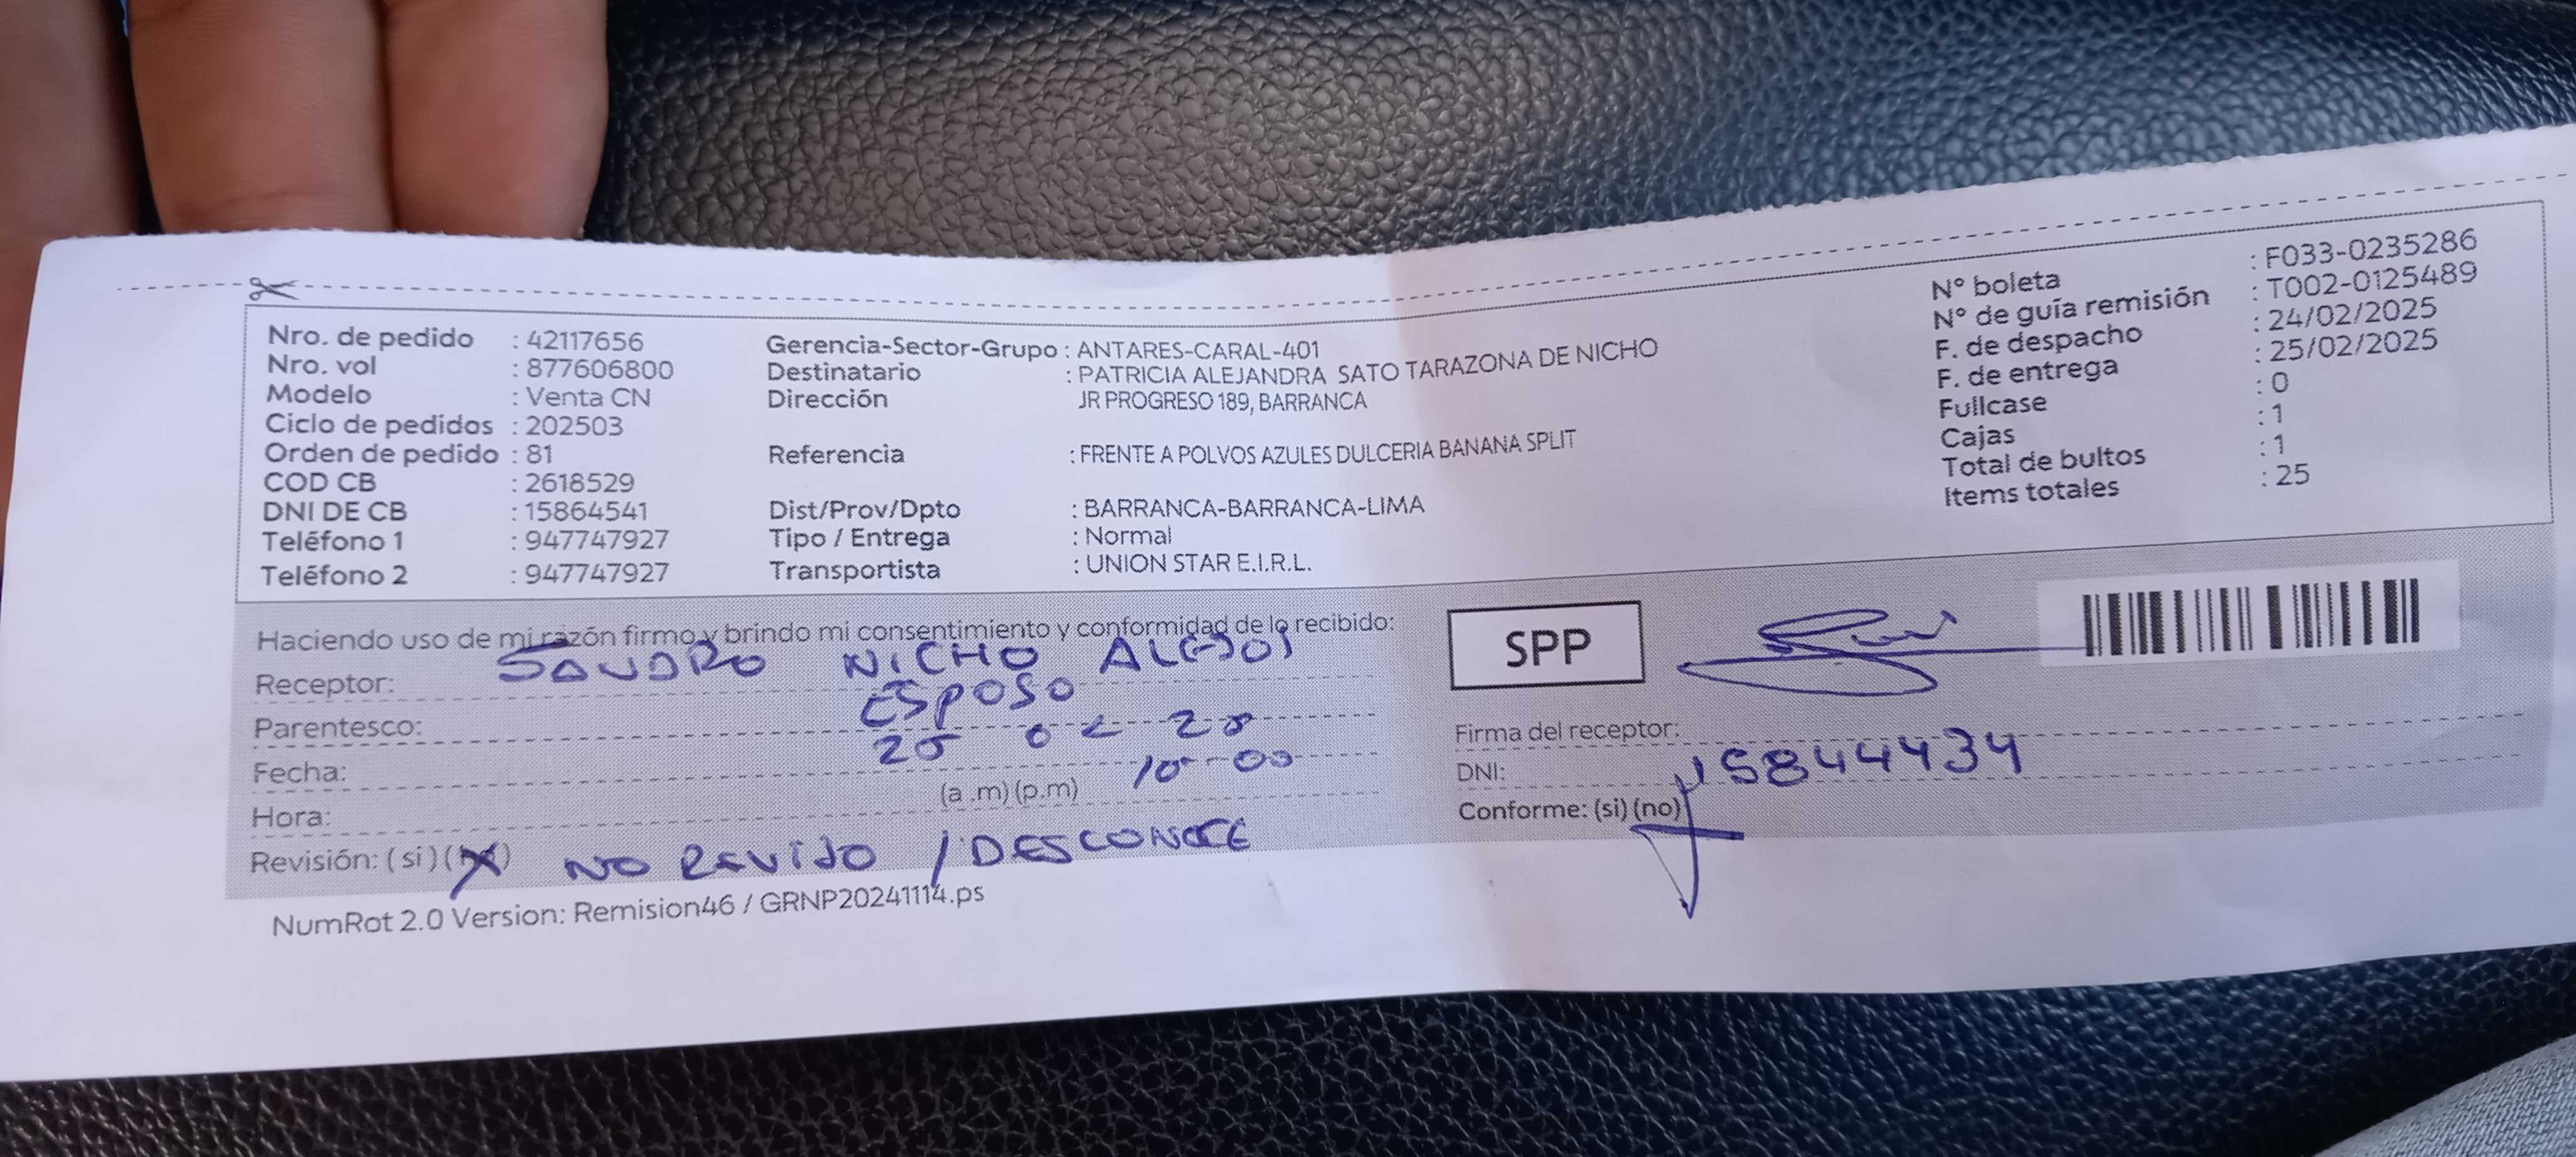 Nro. de pedido : 42117656
Nro. vol : 877606800
Modelo : Venta CN
Ciclo de pedidos : 202503
Orden de pedido : 81
COD CB : 2618529
DNI DE CB : 15864541
Teléfono 1 : 947747927
Teléfono 2 : 947747927
Gerencia-Sector-Grupo : ANTARES-CARAL-401
Destinatario : PATRICIA ALEJANDRA SATO TARAZONA DE NICHO
Dirección JR PROGRESO 189, BARRANCA
Referencia : FRENTE A POLVOS AZULES DULCERIA BANANA SPLIT
Dist/Prov/Dpto : BARRANCA-BARRANCA-LIMA
Tipo / Entrega : Normal
Transportista : UNION STAR E.I.R.L.
N° boleta : F033-0235286
N° de guía remisión : T002-0125489
F. de despacho : 24/02/2025
F. de entrega : 25/02/2025
Fullcase : 0
Cajas : 1
Total de bultos : 1
Items totales : 25
Haciendo uso de mi razón firmo y brindo mi consentimiento y conformidad de lo recibido:
Receptor: SANDRO NICHO ALEJOS
Parentesco: ESPOSO
Fecha:
Hora: (a .m) (p.m) 10-00
Revisión: (si) (no) NO REVISO / DESCONOCE
SPP
Firma del receptor:
DNI: 15844434
Conforme: (si) (no)
NumRot 2.0 Version: Remision46 / GRNP20241114.ps